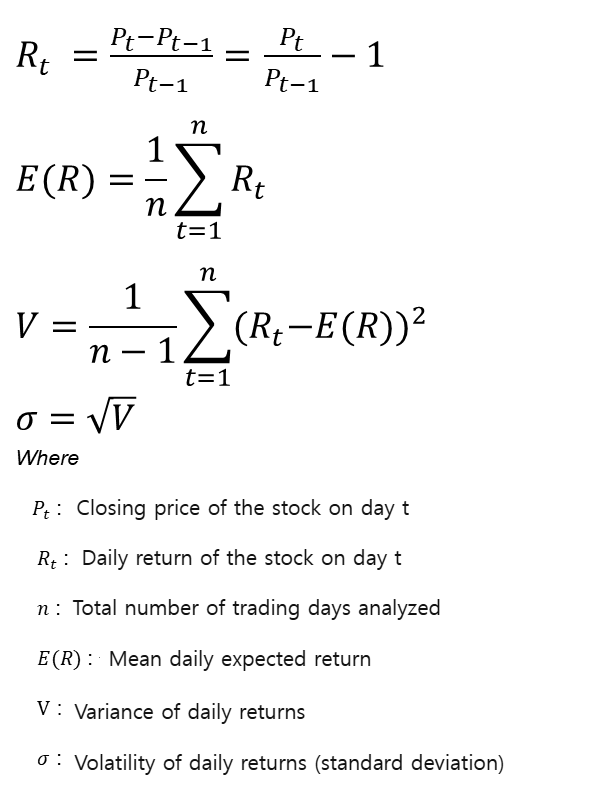 R_t = (P_t − P_{t−1}) / P_{t−1} = P_t / P_{t−1} − 1
E(R) = 1/n ∑_{t=1}^{n} R_t
V = 1/(n − 1) ∑_{t=1}^{n} (R_t − E(R))²
σ = √V
Where
P_t : Closing price of the stock on day t
R_t : Daily return of the stock on day t
n : Total number of trading days analyzed
E(R) : Mean daily expected return
V : Variance of daily returns
σ : Volatility of daily returns (standard deviation)